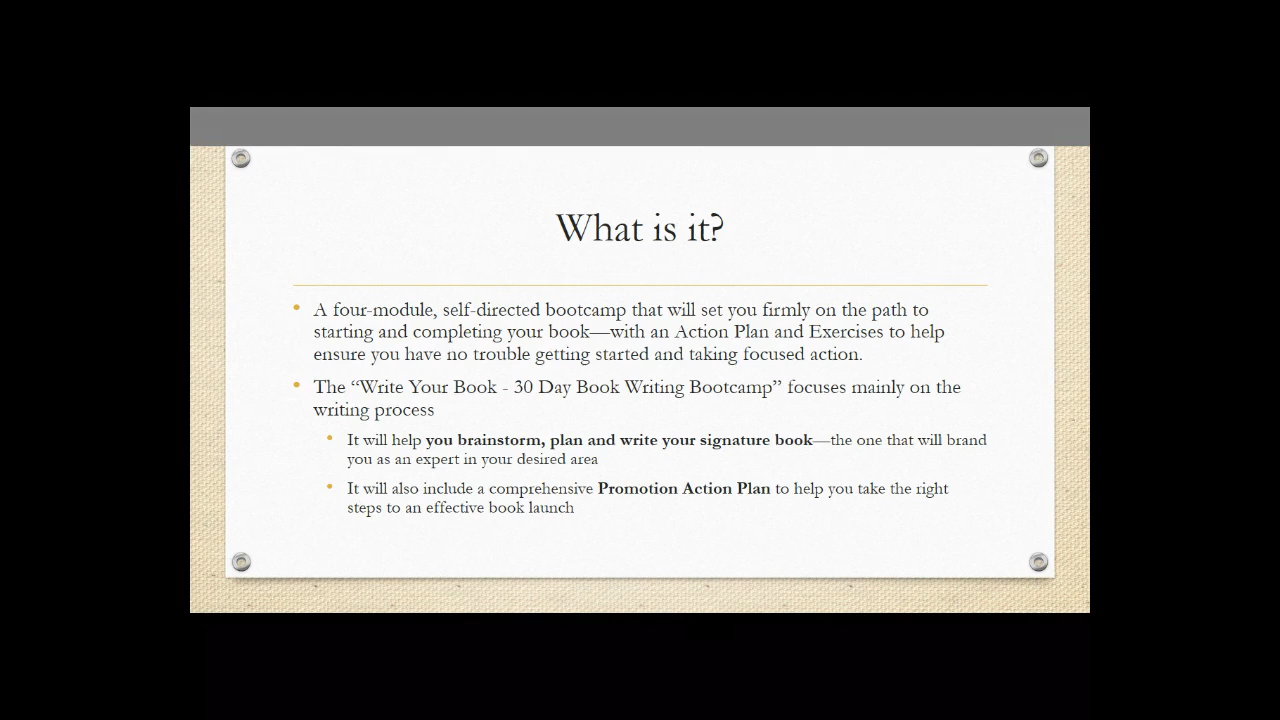 What is it?
• A four-module, self-directed bootcamp that will set you firmly on the path to
starting and completing your book—with an Action Plan and Exercises to help
ensure you have no trouble getting started and taking focused action.
• The “Write Your Book - 30 Day Book Writing Bootcamp” focuses mainly on the
writing process
• It will help you brainstorm, plan and write your signature book—the one that will brand
you as an expert in your desired area
• It will also include a comprehensive Promotion Action Plan to help you take the right
steps to an effective book launch